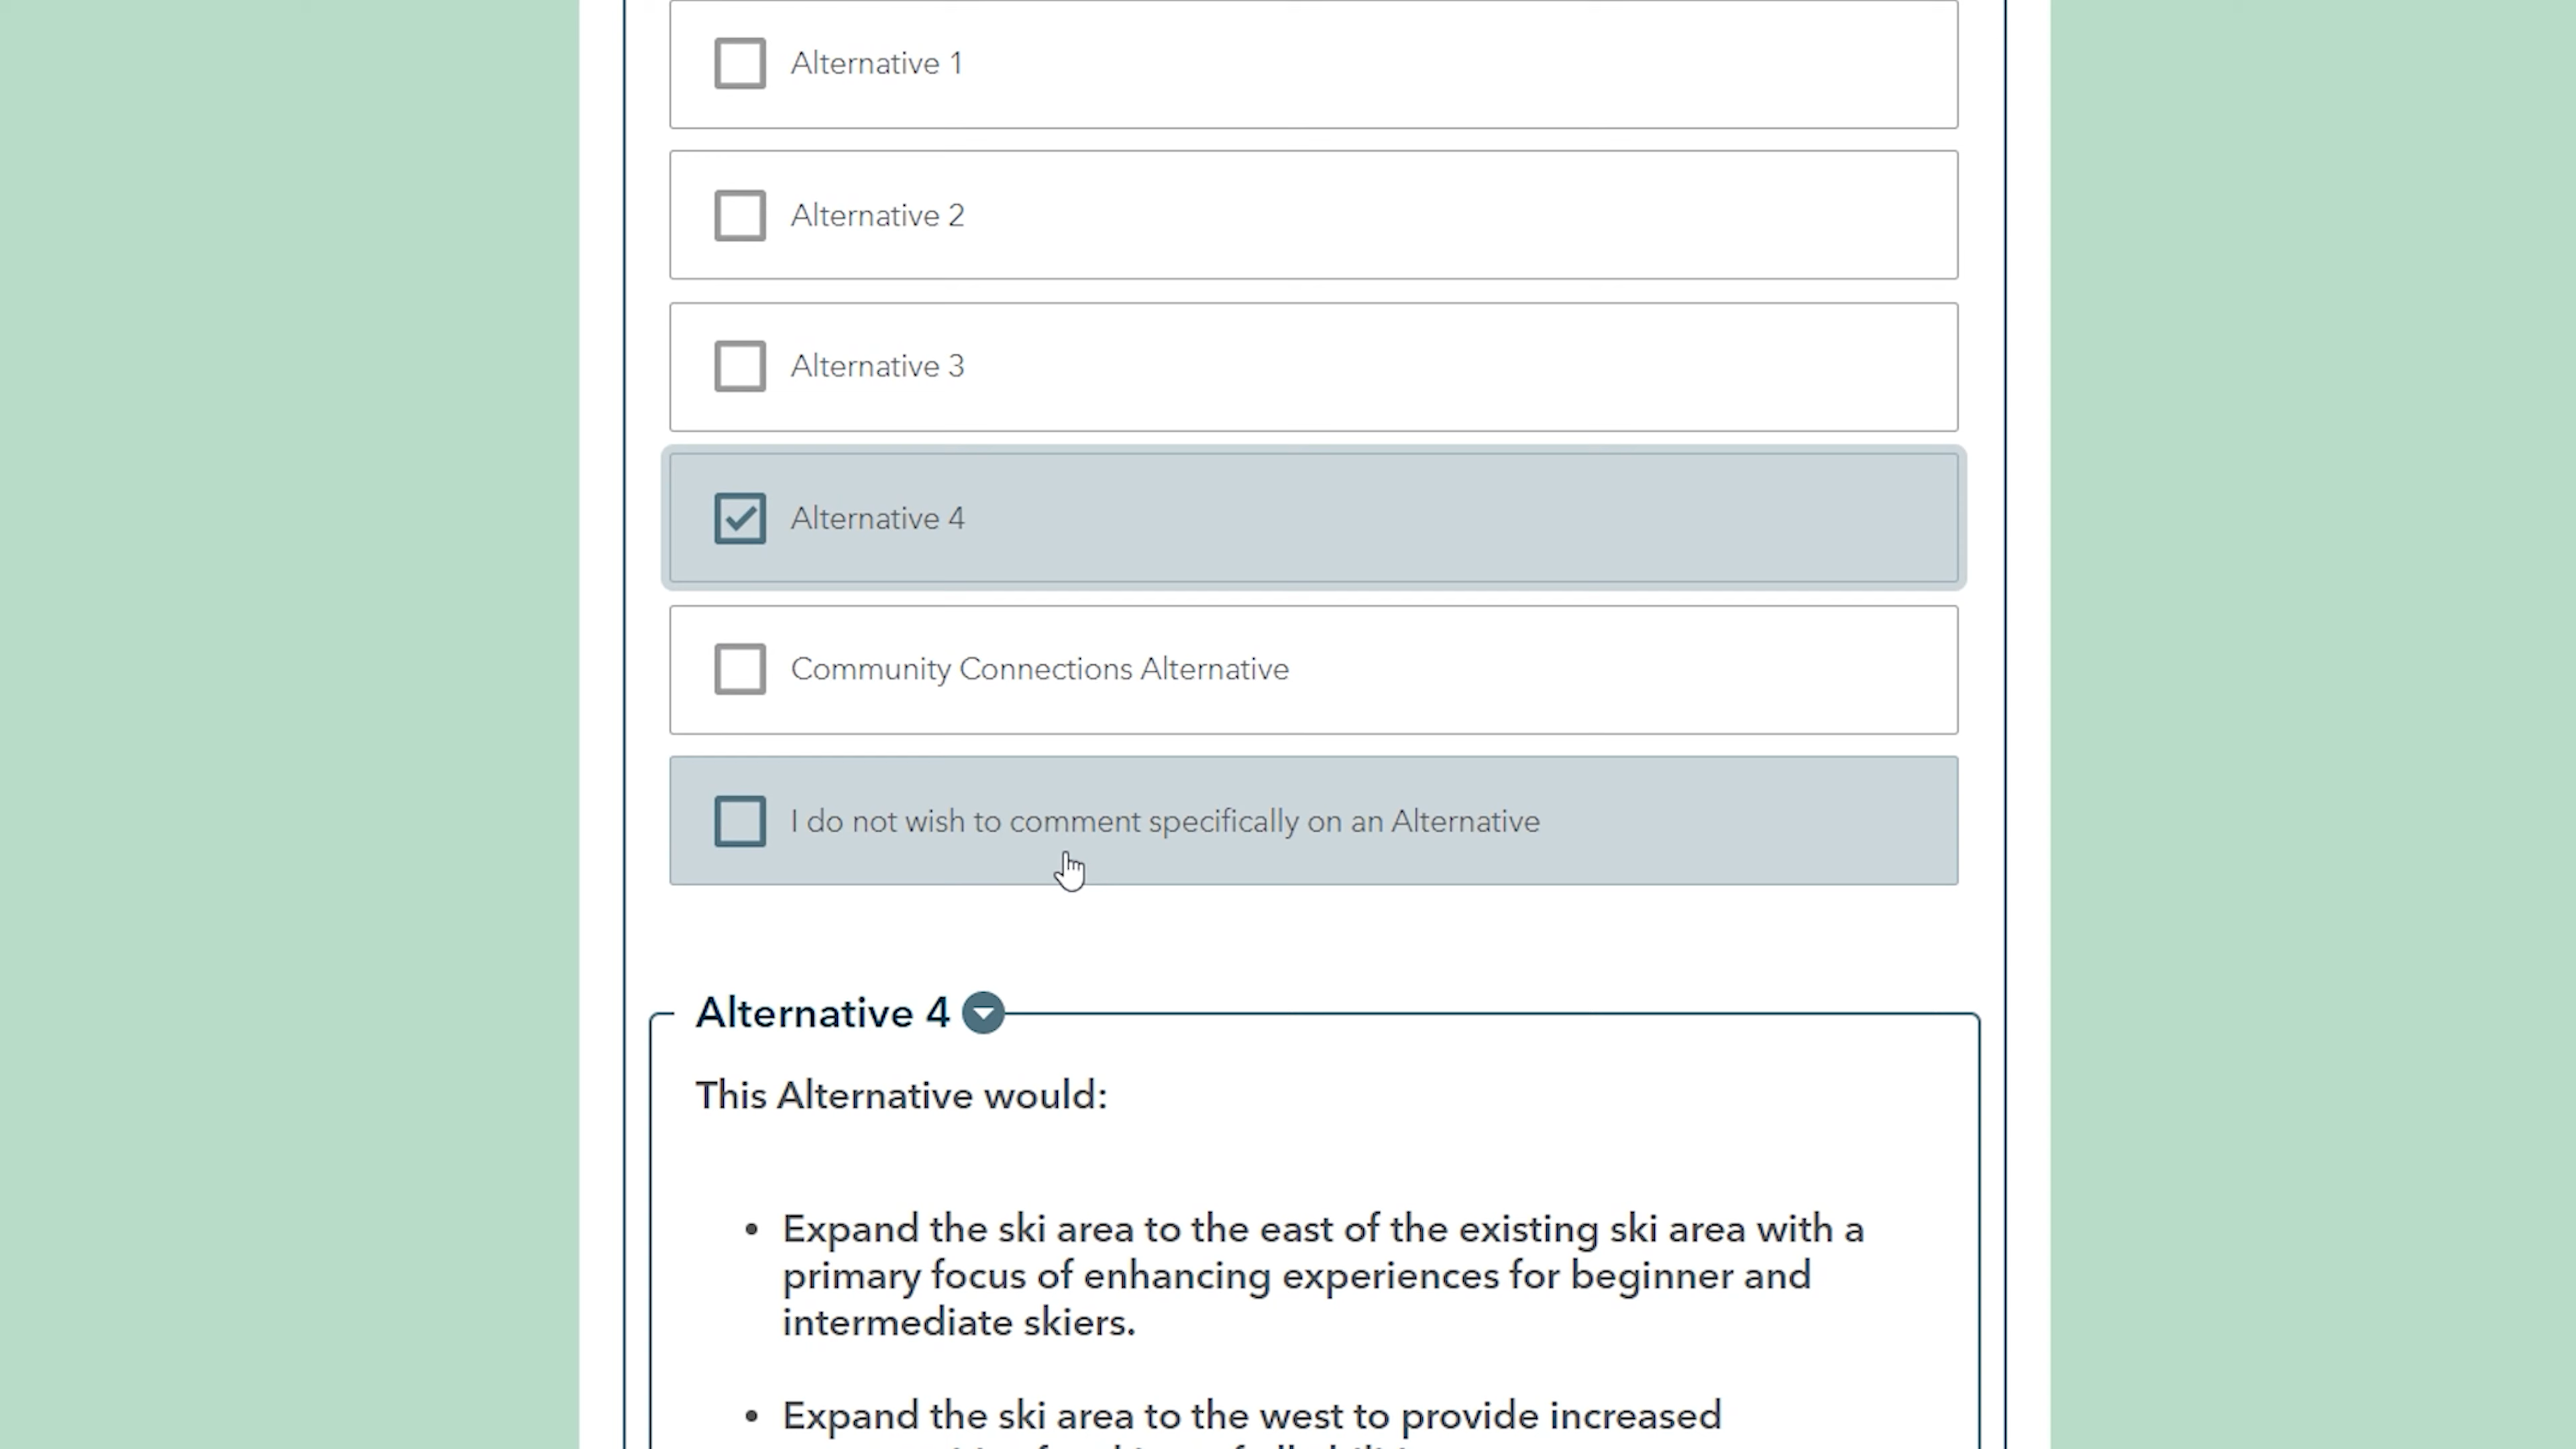 Alternative 1
Alternative 2
Alternative 3
Alternative 4
Community Connections Alternative
I do not wish to comment specifically on an Alternative
Alternative 4
This Alternative would:
• Expand the ski area to the east of the existing ski area with a
primary focus of enhancing experiences for beginner and
intermediate skiers.
• Expand the ski area to the west to provide increased